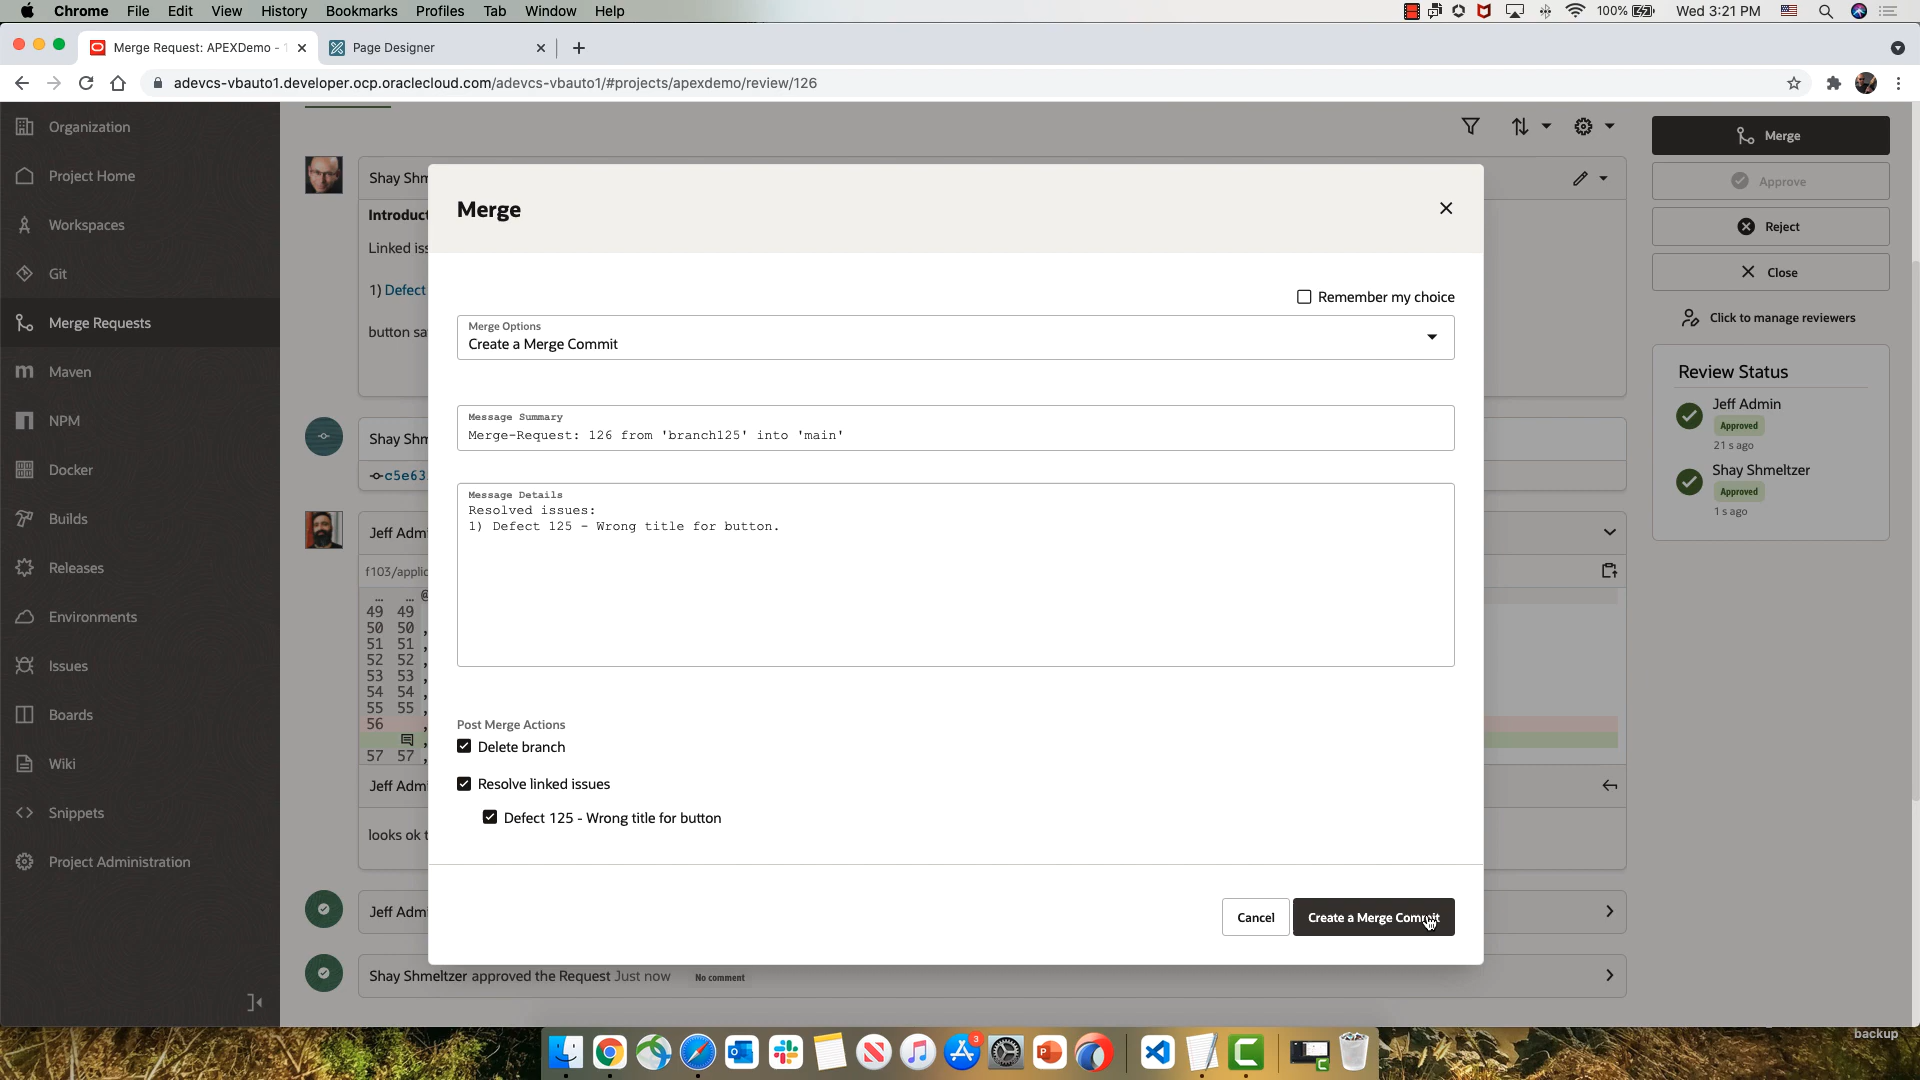 Chrome File Edit View History Bookmarks Profiles Tab Window Help 100% Wed 3:21 PM
Merge Request: APEXDemo - Page Designer
adevcs-vbauto1.developer.ocp.oraclecloud.com/adevcs-vbauto1/#projects/apexdemo/review/126
Organization
Project Home
Workspaces
Git
Merge Requests
Maven
NPM
Docker
Builds
Releases
Environments
Issues
Boards
Wiki
Snippets
Project Administration
Shay Shm
Introduct
Linked iss
1) Defect
button sa
Shay Shm
c5e63
Jeff Adm
f103/applic
... ... @
49 49
50 50 ,
51 51 ,
52 52 ,
53 53 ,
54 54 ,
55 55 ,
56 ,
,
57 57 ,
Jeff Adm
looks ok t
Jeff Adm
Shay Shmeltzer approved the Request Just now No comment
Merge
Remember my choice
Merge Options
Create a Merge Commit
Message Summary
Merge-Request: 126 from 'branch125' into 'main'
Message Details
Resolved issues:
1) Defect 125 - Wrong title for button.
Post Merge Actions
Delete branch
Resolve linked issues
Defect 125 - Wrong title for button
Cancel Create a Merge Commit
Merge
Approve
Reject
Close
Click to manage reviewers
Review Status
Jeff Admin
Approved
21 s ago
Shay Shmeltzer
Approved
1 s ago
backup
3